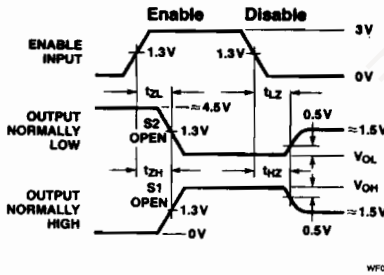 Enable Disable
3V
ENABLE INPUT
1.3V 1.3V
0V
tZL tLZ
≈4.5V
0.5V
OUTPUT NORMALLY LOW
S2 OPEN
1.3V
≈1.5V
VOL
tZH tHZ
VOH
S1 OPEN
OUTPUT NORMALLY HIGH
1.3V
≈1.5V
0V
0.5V